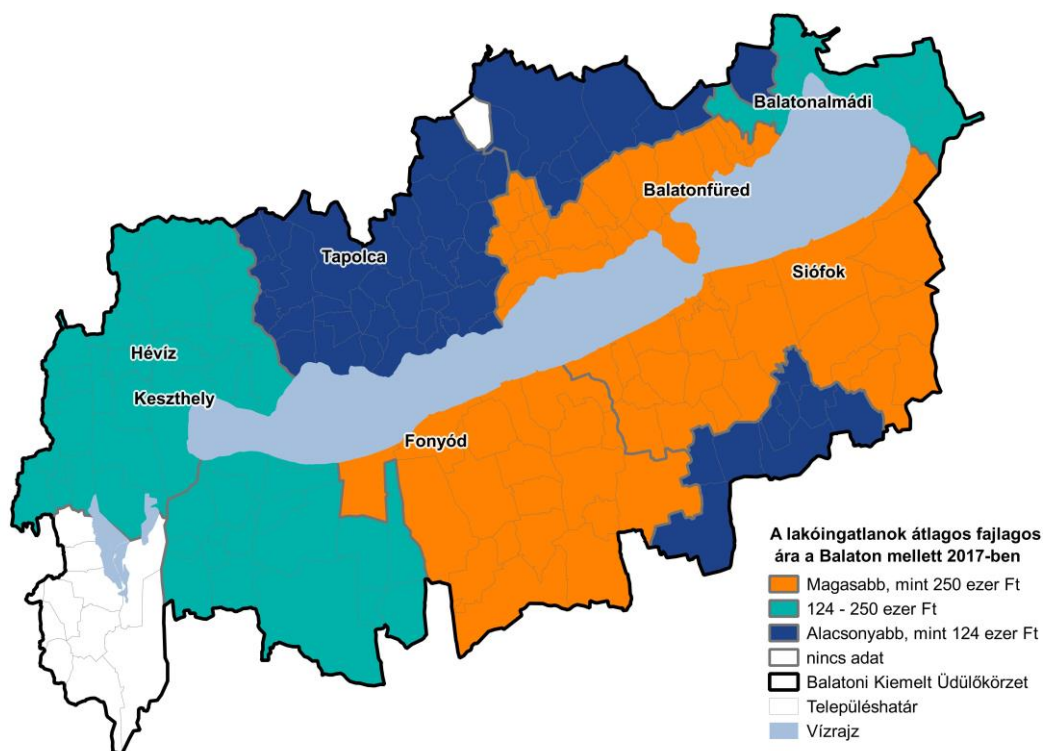 Balatonalmádi
Balatonfüred
Tapolca
Siófok
Hévíz
Keszthely
Fonyód
A lakóingatlanok átlagos fajlagos
ára a Balaton mellett 2017-ben
Magasabb, mint 250 ezer Ft
124 - 250 ezer Ft
Alacsonyabb, mint 124 ezer Ft
nincs adat
Balatoni Kiemelt Üdülőkörzet
Településhatár
Vízrajz